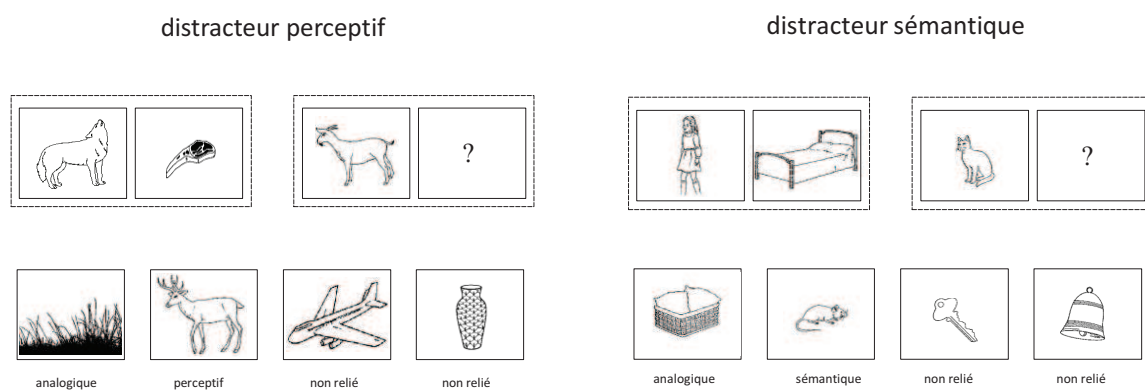 distracteur perceptif
distracteur sémantique
?
?
analogique
perceptif
non relié
non relié
analogique
sémantique
non relié
non relié